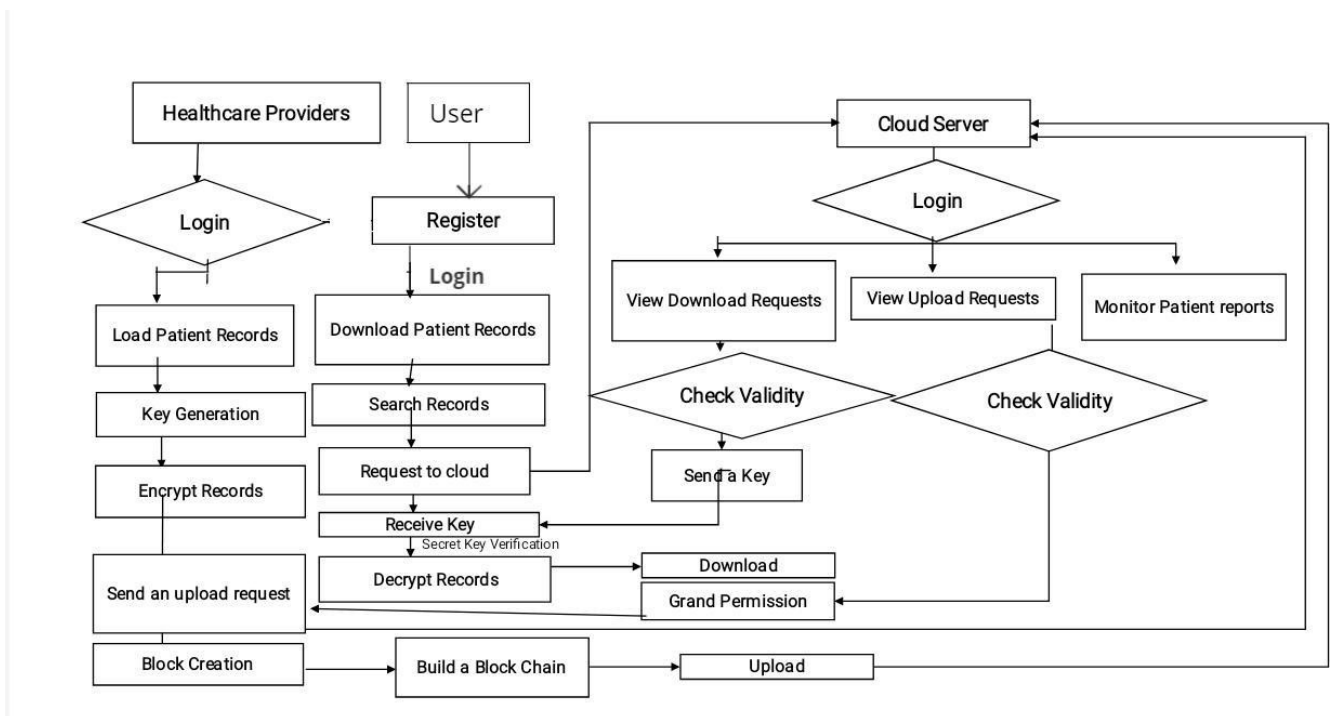 Healthcare Providers
User
Cloud Server
Login
Register
Login
Login
View Download Requests
View Upload Requests
Monitor Patient reports
Load Patient Records
Download Patient Records
Key Generation
Search Records
Check Validity
Check Validity
Encrypt Records
Request to cloud
Send a Key
Receive Key
Secret Key Verification
Send an upload request
Decrypt Records
Download
Grand Permission
Block Creation
Build a Block Chain
Upload